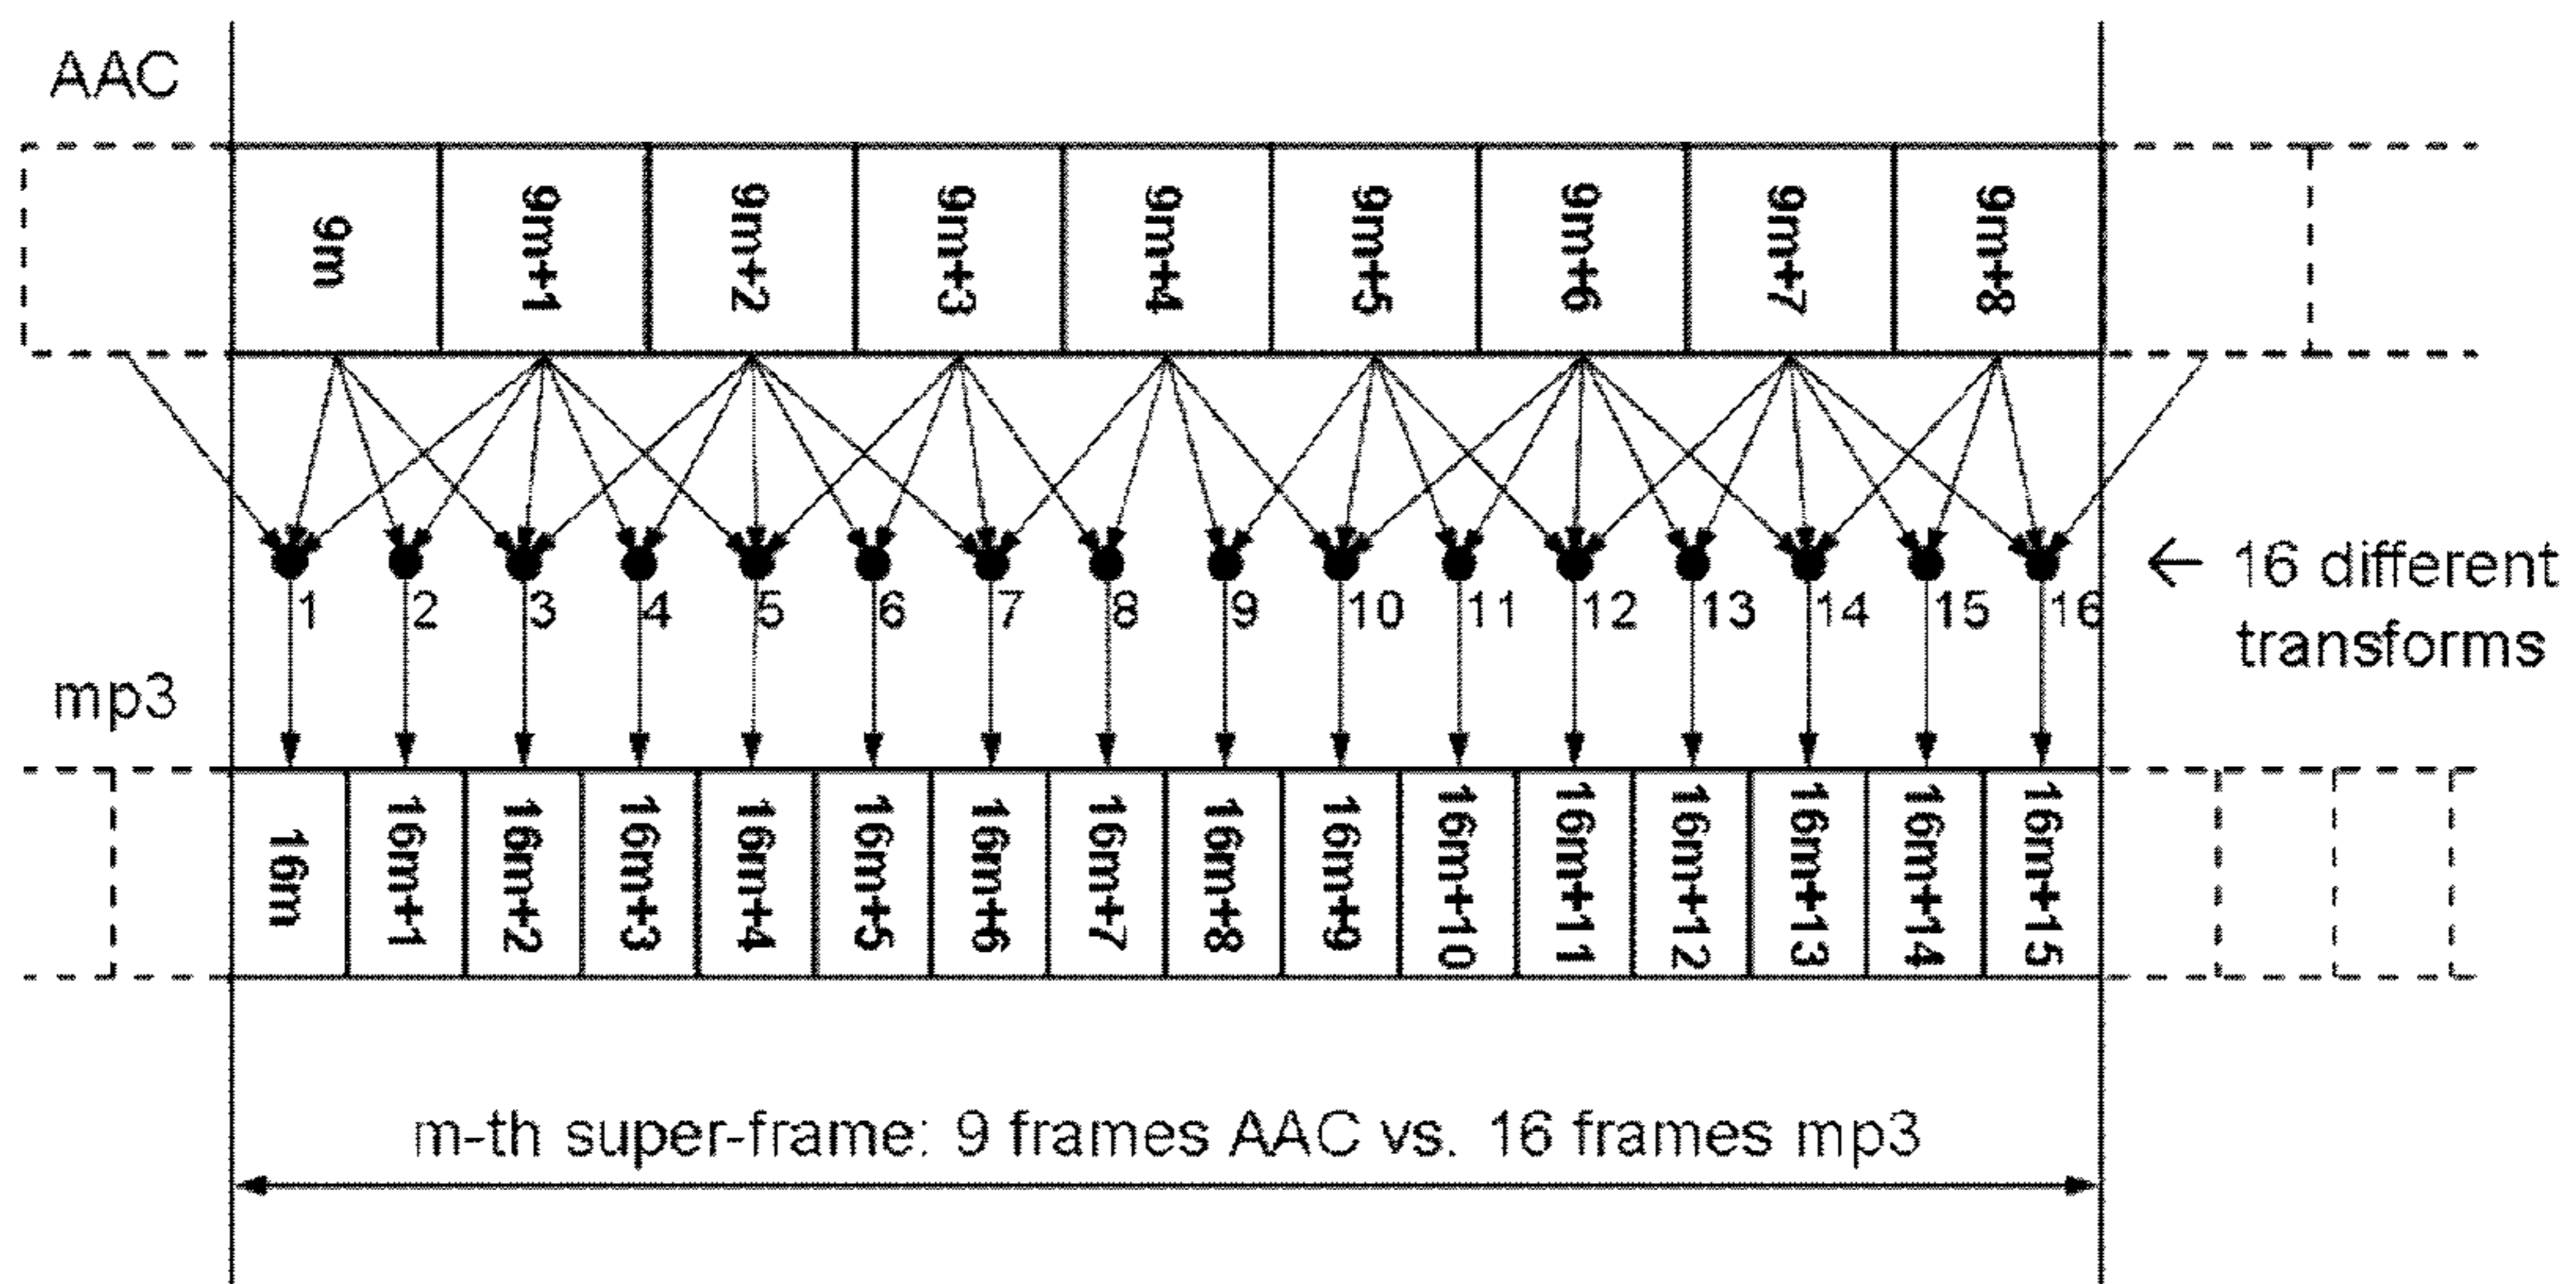 AAC
9m
9m+1
9m+2
9m+3
9m+4
9m+5
9m+6
9m+7
9m+8
1
2
3
4
5
6
7
8
9
10
11
12
13
14
15
16
← 16 different
transforms
mp3
16m
16m+1
16m+2
16m+3
16m+4
16m+5
16m+6
16m+7
16m+8
16m+9
16m+10
16m+11
16m+12
16m+13
16m+14
16m+15
m-th super-frame: 9 frames AAC vs. 16 frames mp3